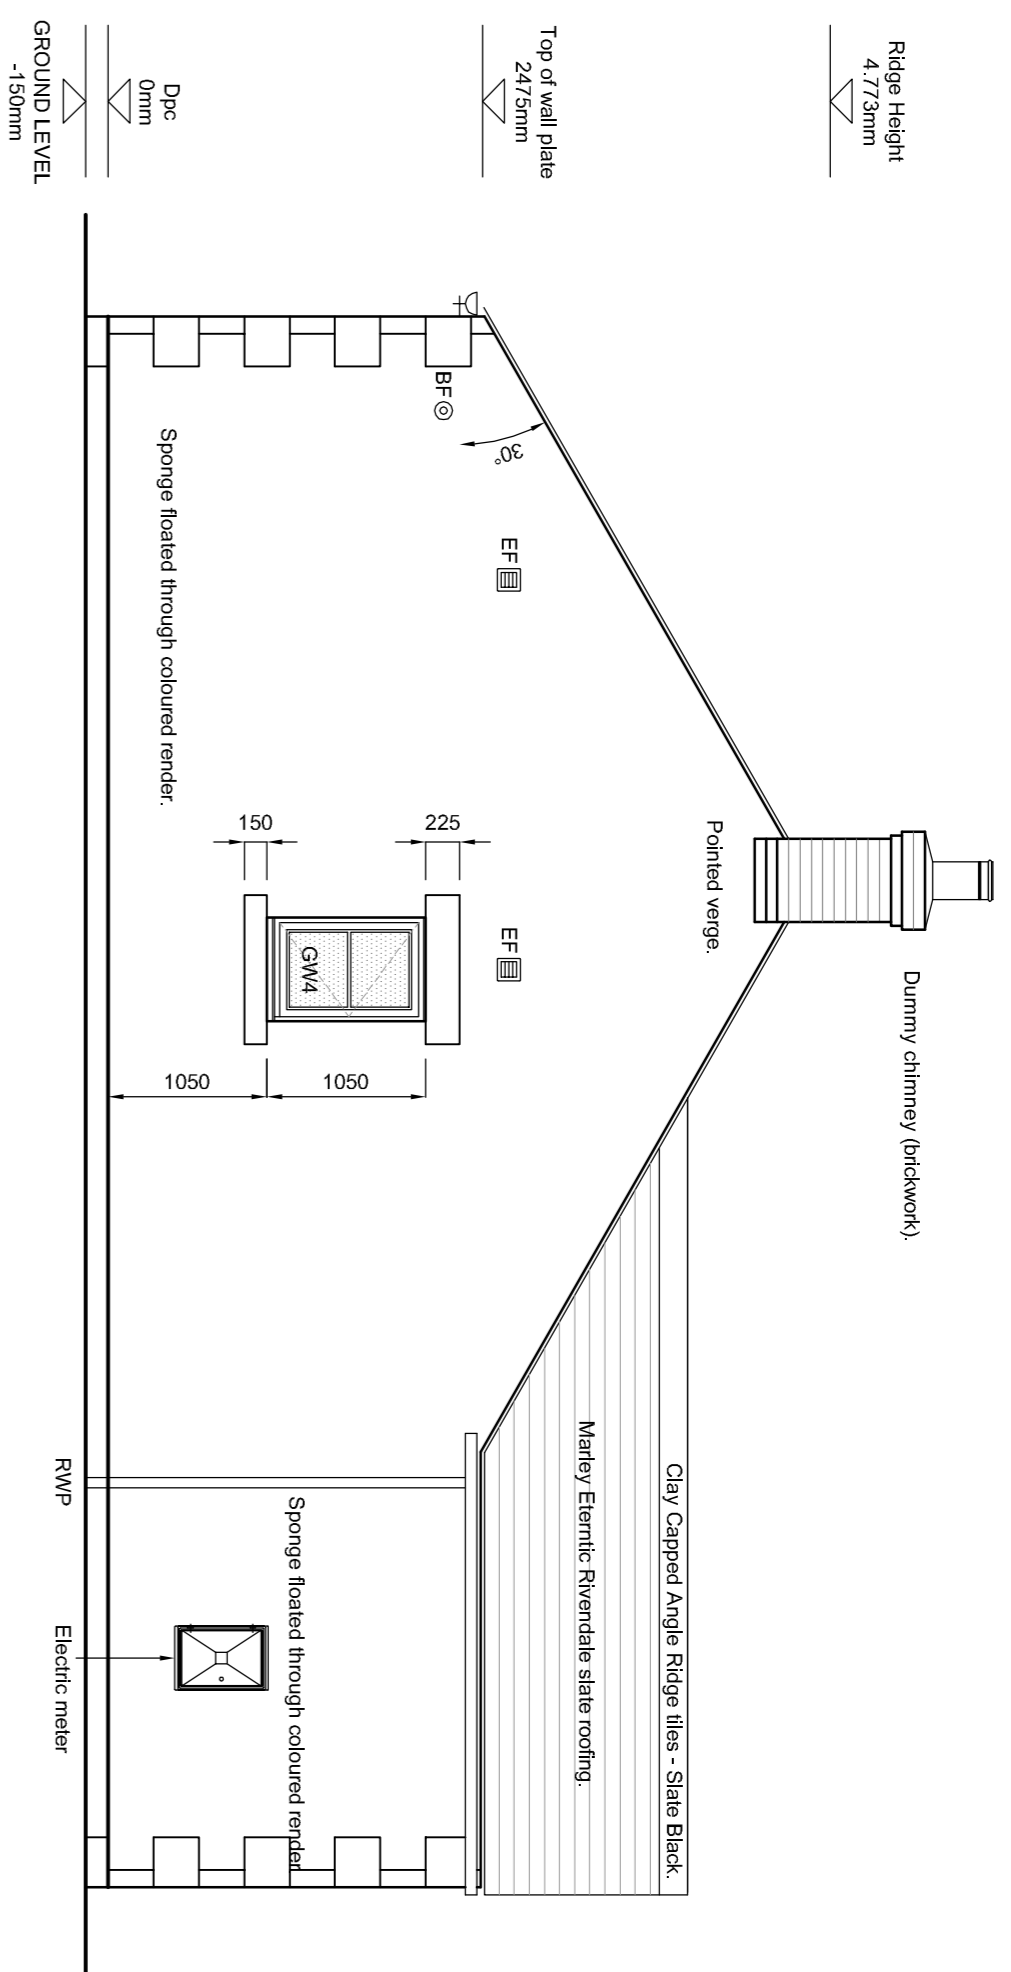 Ridge Height
4.773mm
Top of wall plate
2475mm
Dpc
0mm
GROUND LEVEL
-150mm
Dummy chimney (brickwork).
Pointed verge.
Clay Capped Angle Ridge tiles - Slate Black.
Marley Eterntic Rivendale slate roofing.
30°
BF
EF
EF
225
150
GW4
1050
1050
Sponge floated through coloured render.
Sponge floated through coloured render
RWP
Electric meter